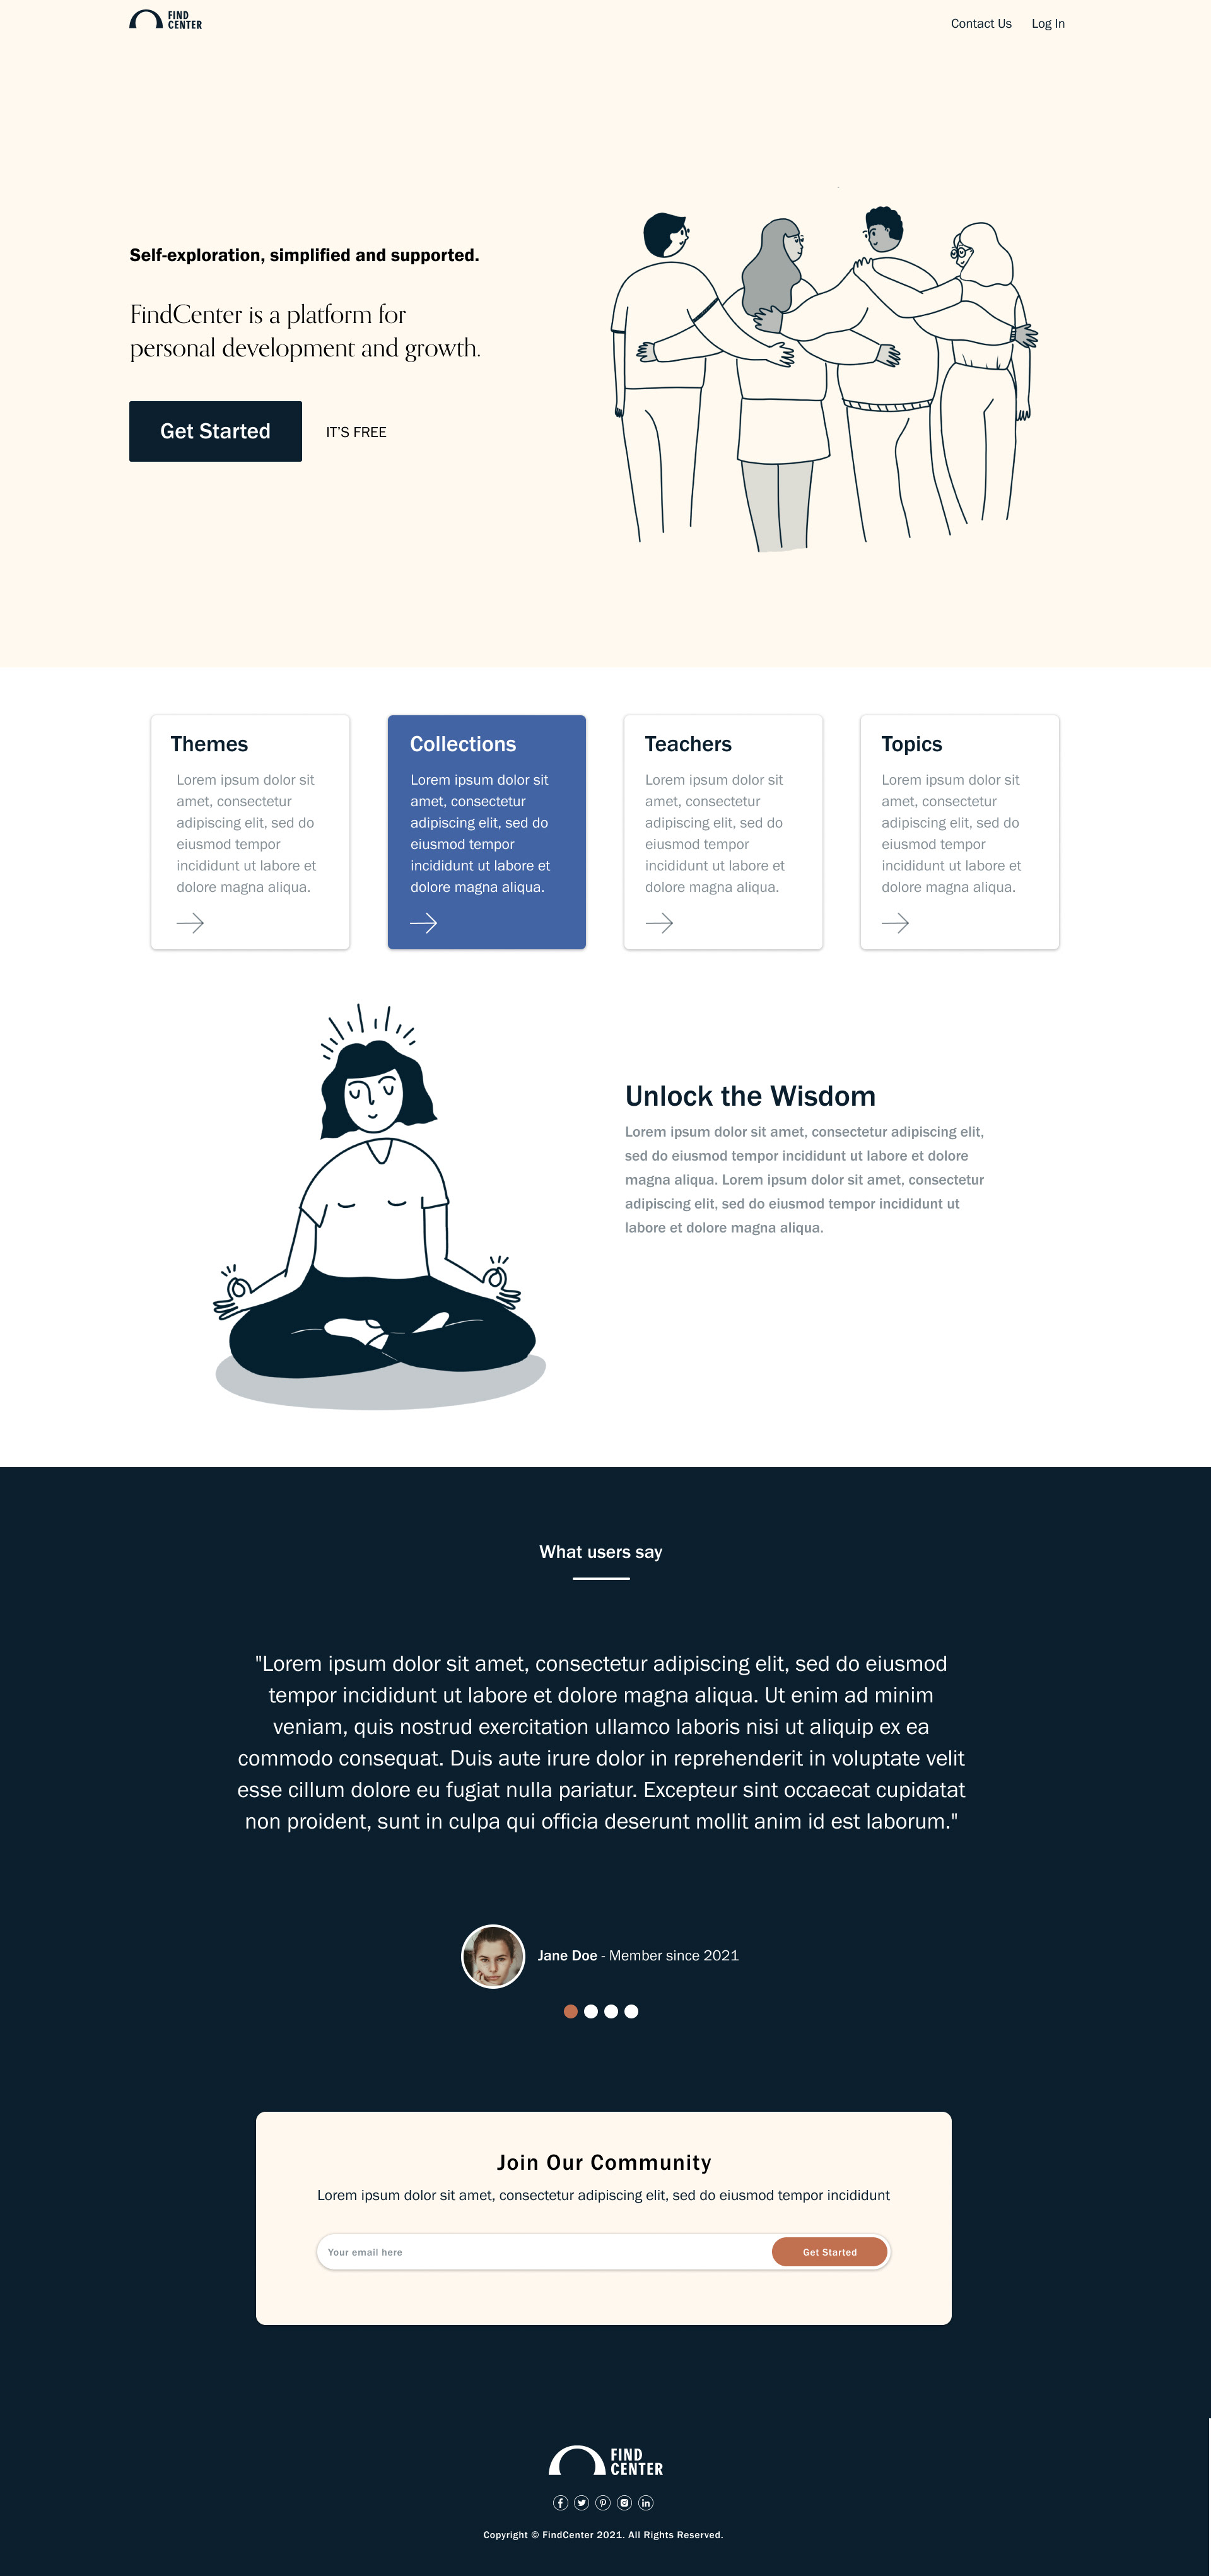 FIND
CENTER
Contact Us
Log In
Self-exploration, simplified and supported.
FindCenter is a platform for
personal development and growth.
Get Started
IT'S FREE
Themes
Lorem ipsum dolor sit
amet, consectetur
adipiscing elit, sed do
eiusmod tempor
incididunt ut labore et
dolore magna aliqua.
Collections
Lorem ipsum dolor sit
amet, consectetur
adipiscing elit, sed do
eiusmod tempor
incididunt ut labore et
dolore magna aliqua.
Teachers
Lorem ipsum dolor sit
amet, consectetur
adipiscing elit, sed do
eiusmod tempor
incididunt ut labore et
dolore magna aliqua.
Topics
Lorem ipsum dolor sit
amet, consectetur
adipiscing elit, sed do
eiusmod tempor
incididunt ut labore et
dolore magna aliqua.
Unlock the Wisdom
Lorem ipsum dolor sit amet, consectetur adipiscing elit,
sed do eiusmod tempor incididunt ut labore et dolore
magna aliqua. Lorem ipsum dolor sit amet, consectetur
adipiscing elit, sed do eiusmod tempor incididunt ut
labore et dolore magna aliqua.
What users say
"Lorem ipsum dolor sit amet, consectetur adipiscing elit, sed do eiusmod
tempor incididunt ut labore et dolore magna aliqua. Ut enim ad minim
veniam, quis nostrud exercitation ullamco laboris nisi ut aliquip ex ea
commodo consequat. Duis aute irure dolor in reprehenderit in voluptate velit
esse cillum dolore eu fugiat nulla pariatur. Excepteur sint occaecat cupidatat
non proident, sunt in culpa qui officia deserunt mollit anim id est laborum."
Jane Doe - Member since 2021
Join Our Community
Lorem ipsum dolor sit amet, consectetur adipiscing elit, sed do eiusmod tempor incididunt
Your email here
Get Started
FIND
CENTER
Copyright © FindCenter 2021. All Rights Reserved.